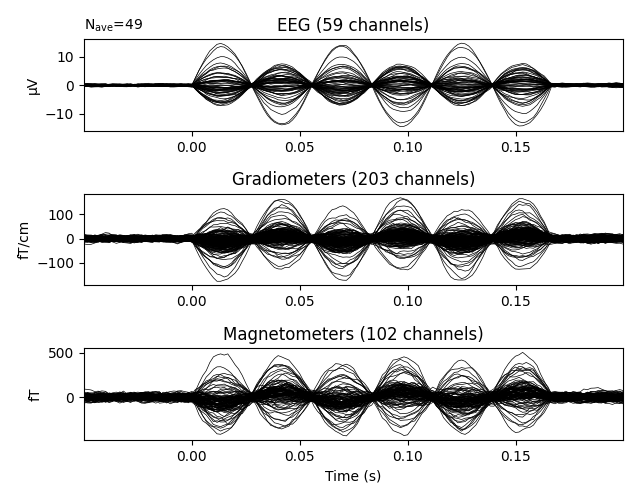 Nave=49
EEG (59 channels)
10
0
−10
µV
0.00 0.05 0.10 0.15
Gradiometers (203 channels)
100
0
−100
fT/cm
0.00 0.05 0.10 0.15
Magnetometers (102 channels)
500
0
fT
0.00 0.05 0.10 0.15
Time (s)